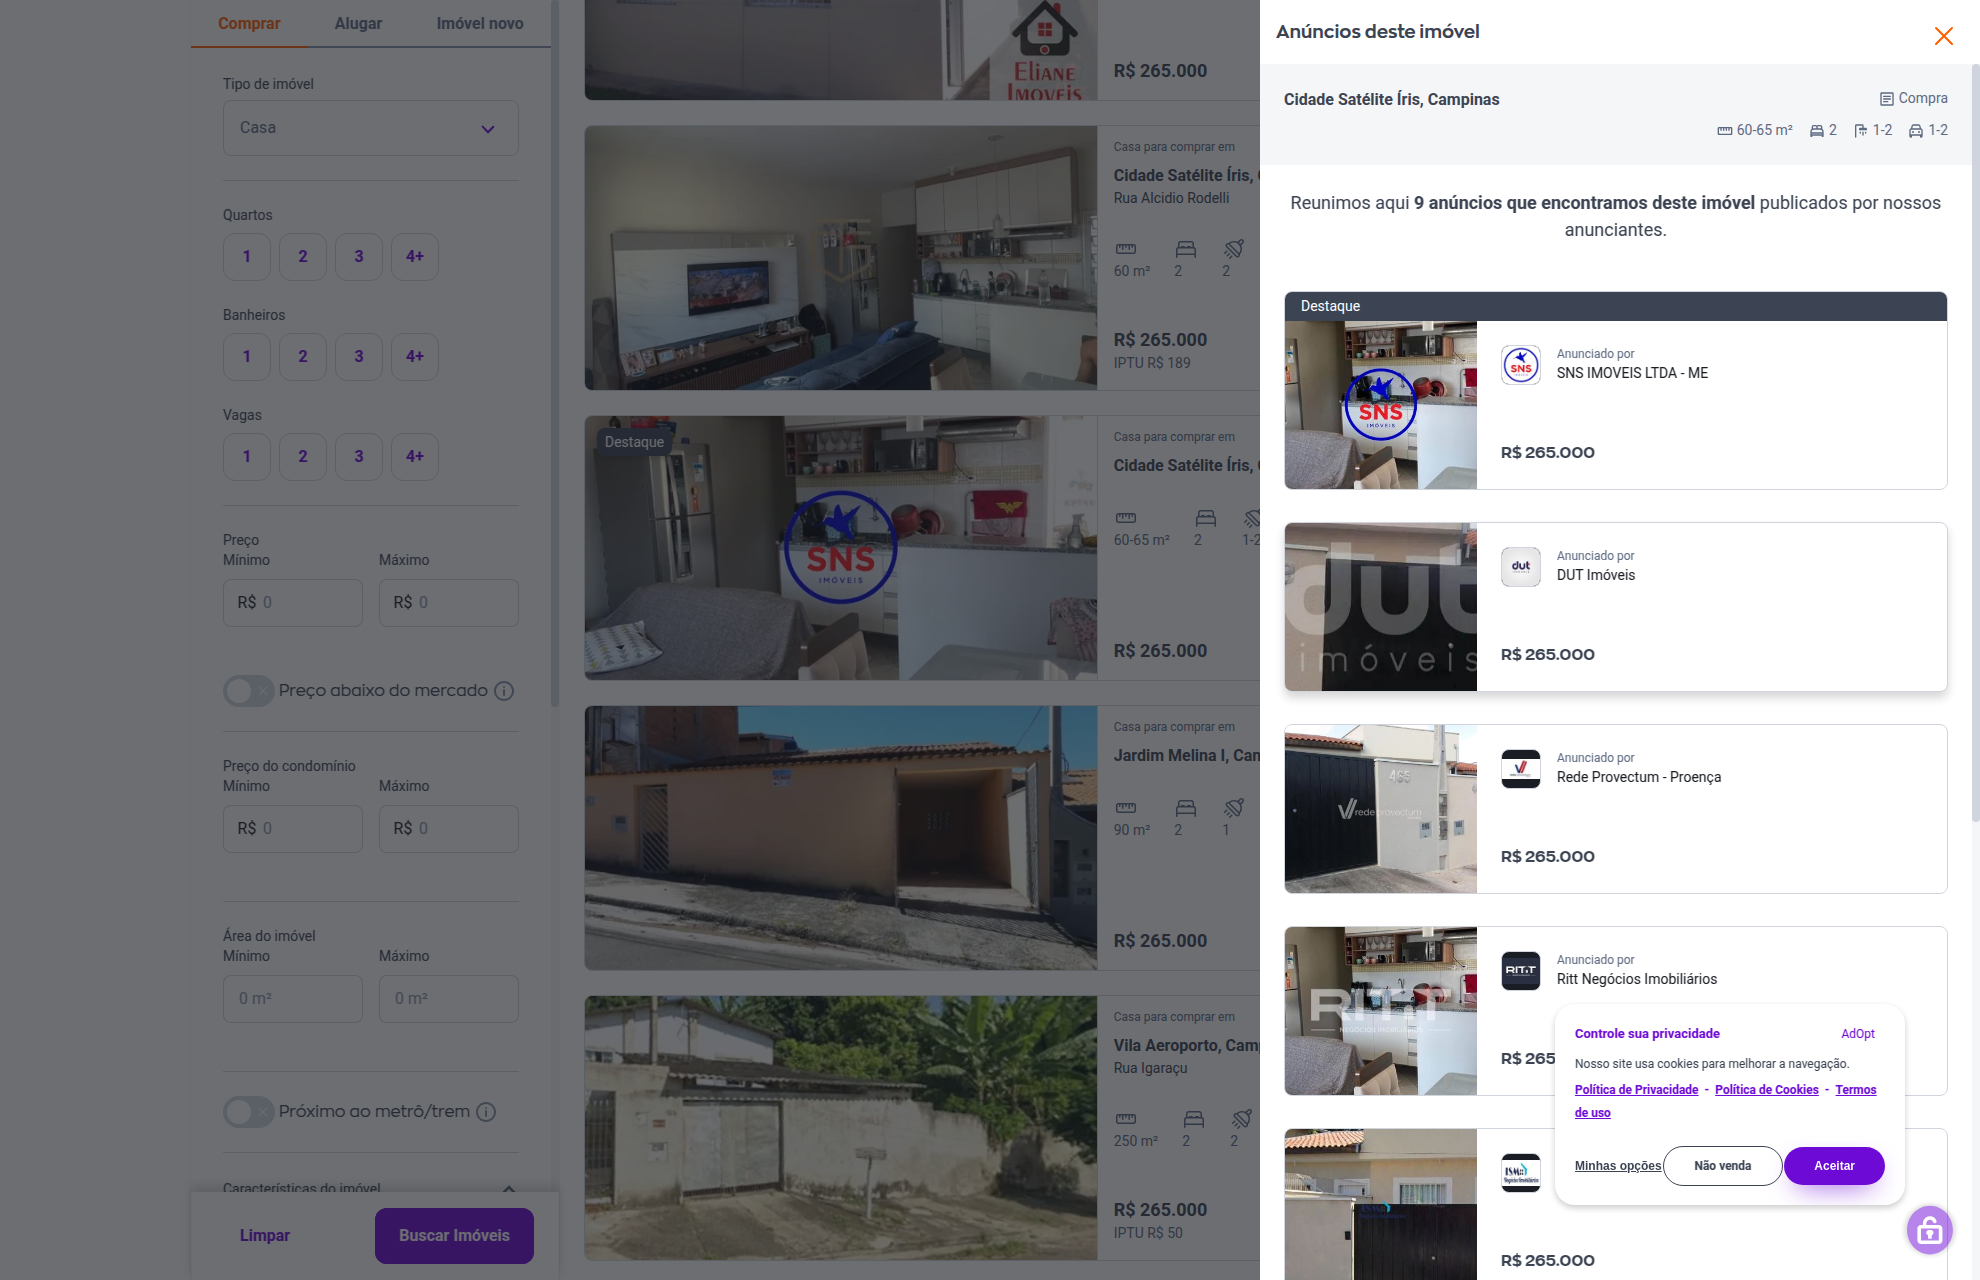 Comprar
Alugar
Imóvel novo
Tipo de imóvel
Casa
Quartos
1
2
3
4+
Banheiros
1
2
3
4+
Vagas
1
2
3
4+
Preço
Mínimo
Máximo
R$ 0
R$ 0
Preço abaixo do mercado
Preço do condomínio
Mínimo
Máximo
R$ 0
R$ 0
Área do imóvel
Mínimo
Máximo
0 m²
0 m²
Próximo ao metrô/trem
Características do imóvel
Limpar
Buscar Imóveis
ELIANE
IMOVEIS
R$ 265.000
Casa para comprar em
Cidade Satélite Íris,
Rua Alcidio Rodelli
60 m²
2
2
R$ 265.000
IPTU R$ 189
Destaque
SNS
IMÓVEIS
Casa para comprar em
Cidade Satélite Íris,
60-65 m²
2
1-2
R$ 265.000
Casa para comprar em
Jardim Melina I, Cam
90 m²
2
1
R$ 265.000
Casa para comprar em
Vila Aeroporto, Camp
Rua Igaraçu
250 m²
2
2
R$ 265.000
IPTU R$ 50
Anúncios deste imóvel
Cidade Satélite Íris, Campinas
Compra
60-65 m²
2
1-2
1-2
Reunimos aqui 9 anúncios que encontramos deste imóvel publicados por nossos
anunciantes.
Destaque
SNS
IMÓVEIS
SNS
Anunciado por
SNS IMOVEIS LTDA - ME
R$ 265.000
dut
imóveis
dut
Anunciado por
DUT Imóveis
R$ 265.000
465
rede provectum
Anunciado por
Rede Provectum - Proença
R$ 265.000
RITT
NEGÓCIOS IMOBILIÁRIOS
RITT
Anunciado por
Ritt Negócios Imobiliários
R$ 265
ISM
R$ 265.000
Controle sua privacidade
AdOpt
Nosso site usa cookies para melhorar a navegação.
Política de Privacidade - Política de Cookies - Termos
de uso
Minhas opções
Não venda
Aceitar